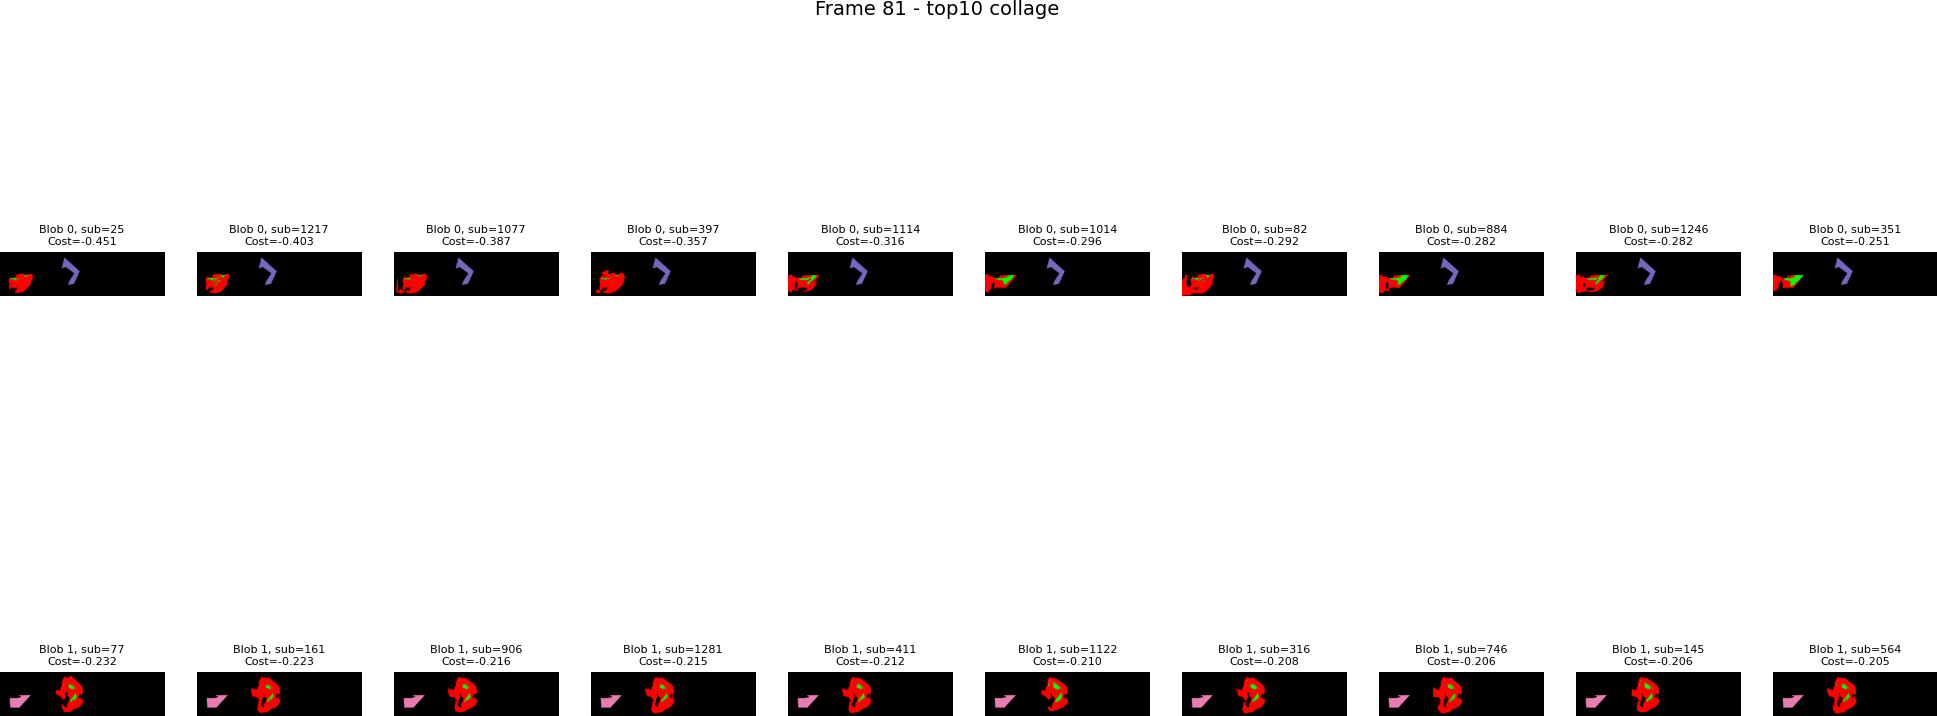 Frame 81 - top10 collage
Blob 0, sub=25
Cost=-0.451
Blob 0, sub=1217
Cost=-0.403
Blob 0, sub=1077
Cost=-0.387
Blob 0, sub=397
Cost=-0.357
Blob 0, sub=1114
Cost=-0.316
Blob 0, sub=1014
Cost=-0.296
Blob 0, sub=82
Cost=-0.292
Blob 0, sub=884
Cost=-0.282
Blob 0, sub=1246
Cost=-0.282
Blob 0, sub=351
Cost=-0.251
Blob 1, sub=77
Cost=-0.232
Blob 1, sub=161
Cost=-0.223
Blob 1, sub=906
Cost=-0.216
Blob 1, sub=1281
Cost=-0.215
Blob 1, sub=411
Cost=-0.212
Blob 1, sub=1122
Cost=-0.210
Blob 1, sub=316
Cost=-0.208
Blob 1, sub=746
Cost=-0.206
Blob 1, sub=145
Cost=-0.206
Blob 1, sub=564
Cost=-0.205